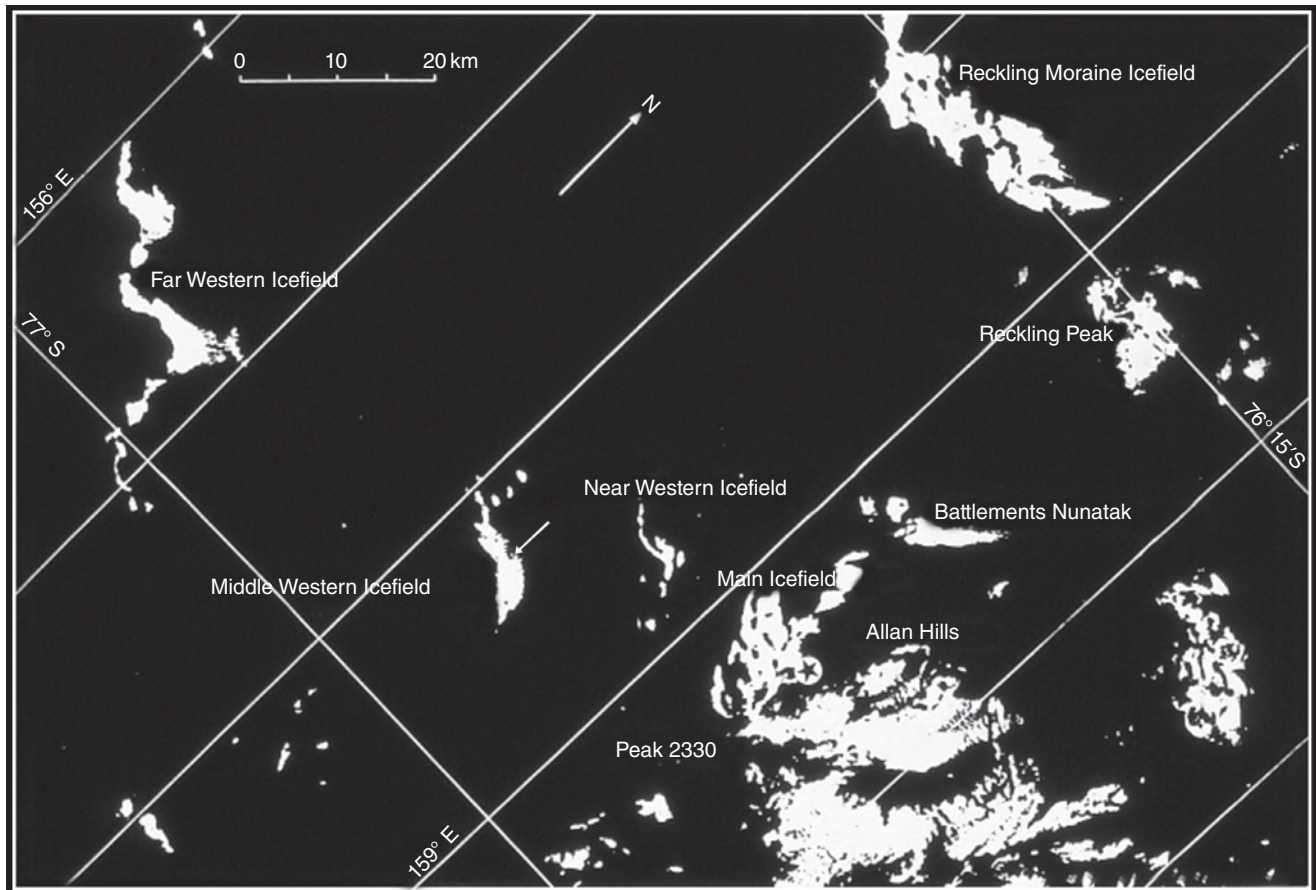 0 10 20 km
Reckling Moraine Icefield
N
156° E
Far Western Icefield
77° S
Reckling Peak
76°15′S
Near Western Icefield
Battlements Nunatak
Middle Western Icefield
Main Icefield
Allan Hills
Peak 2330
159° E